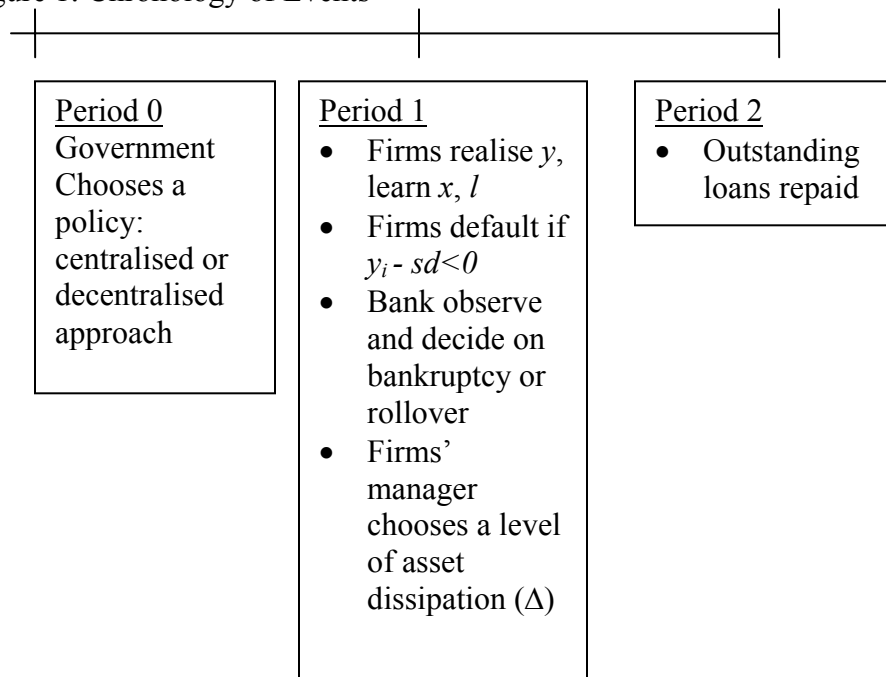 gure 1: Chronology of Events
Period 0
Government
Chooses a
policy:
centralised or
decentralised
approach
Period 1
• Firms realise y,
learn x, l
• Firms default if
yi - sd<0
• Bank observe
and decide on
bankruptcy or
rollover
• Firms’
manager
chooses a level
of asset
dissipation (Δ)
Period 2
• Outstanding
loans repaid